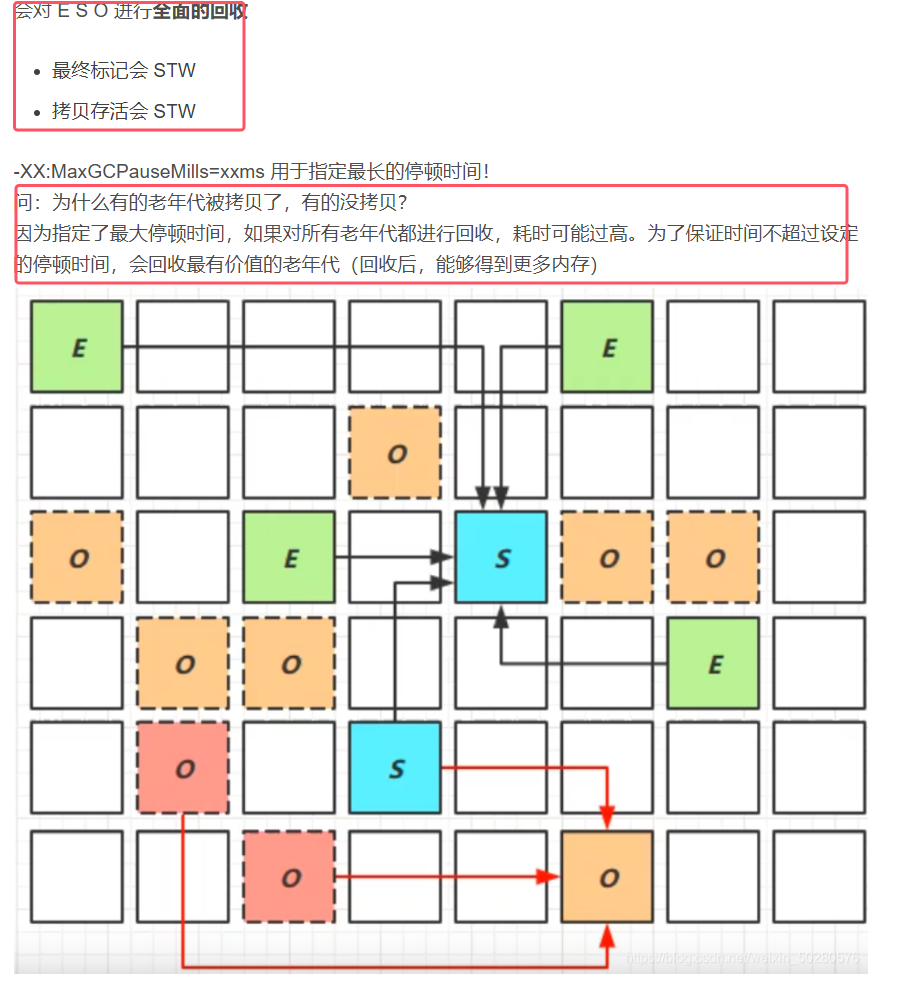 会对 E S O 进行全面的回收
• 最终标记会 STW
• 拷贝存活会 STW
-XX:MaxGCPauseMills=xxms 用于指定最长的停顿时间!
问：为什么有的老年代被拷贝了，有的没拷贝?
因为指定了最大停顿时间，如果对所有老年代都进行回收，耗时可能过高。为了保证时间不超过设定
的停顿时间，会回收最有价值的老年代（回收后，能够得到更多内存)
E E
O
O E S O O
O O E
O S
O O
https://blog.csdn.net/weixin_50280576